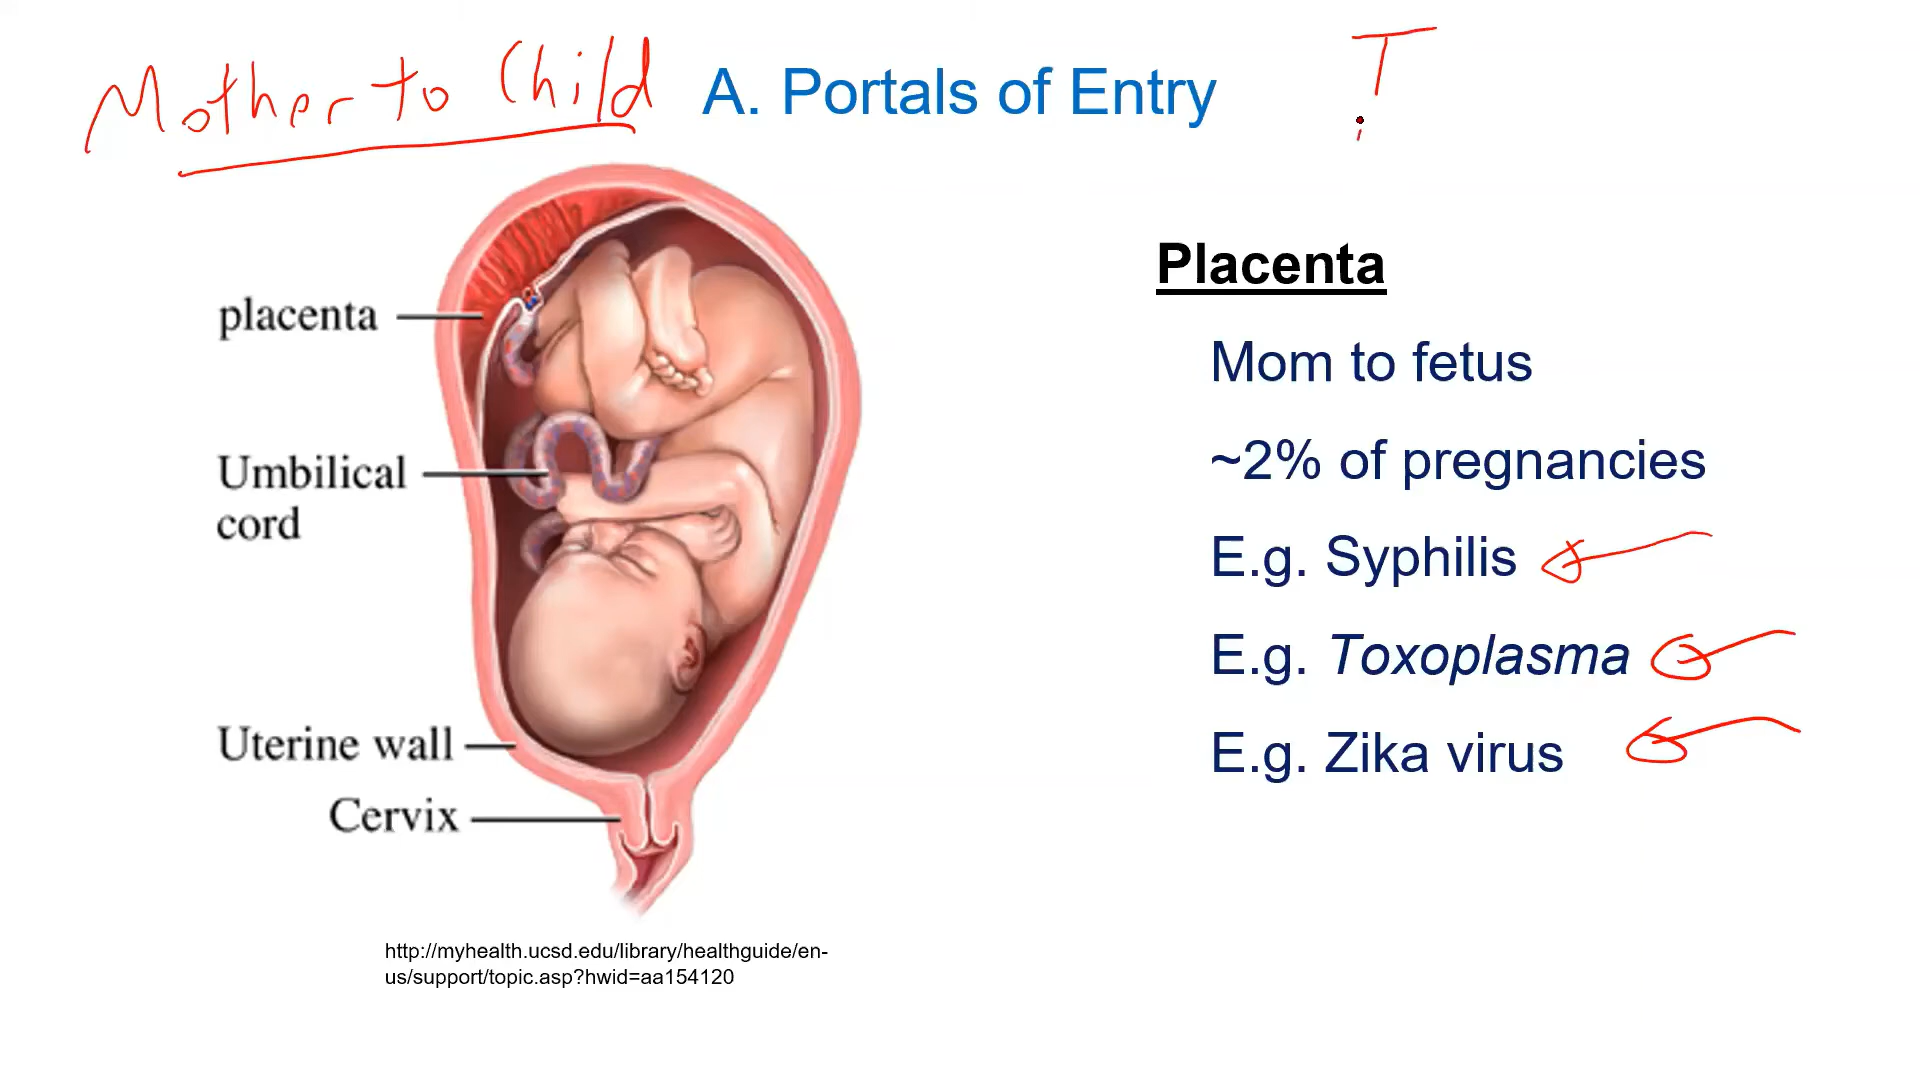 Mother to Child
A. Portals of Entry
T
placenta
Umbilical
cord
Uterine wall
Cervix
Placenta
Mom to fetus
~2% of pregnancies
E.g. Syphilis
E.g. Toxoplasma
E.g. Zika virus
http://myhealth.ucsd.edu/library/healthguide/en-
us/support/topic.asp?hwid=aa154120